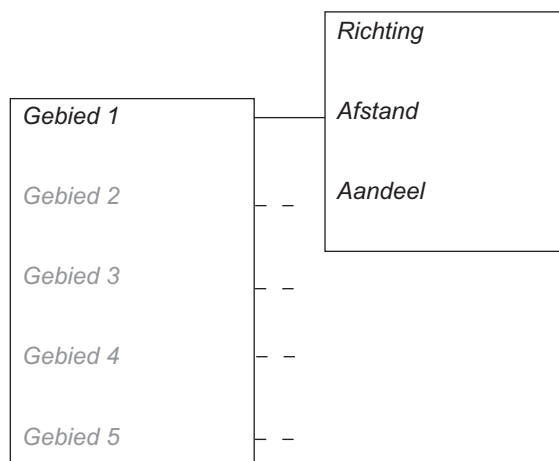 Gebied 1
Gebied 2
Gebied 3
Gebied 4
Gebied 5
Richting
Afstand
Aandeel